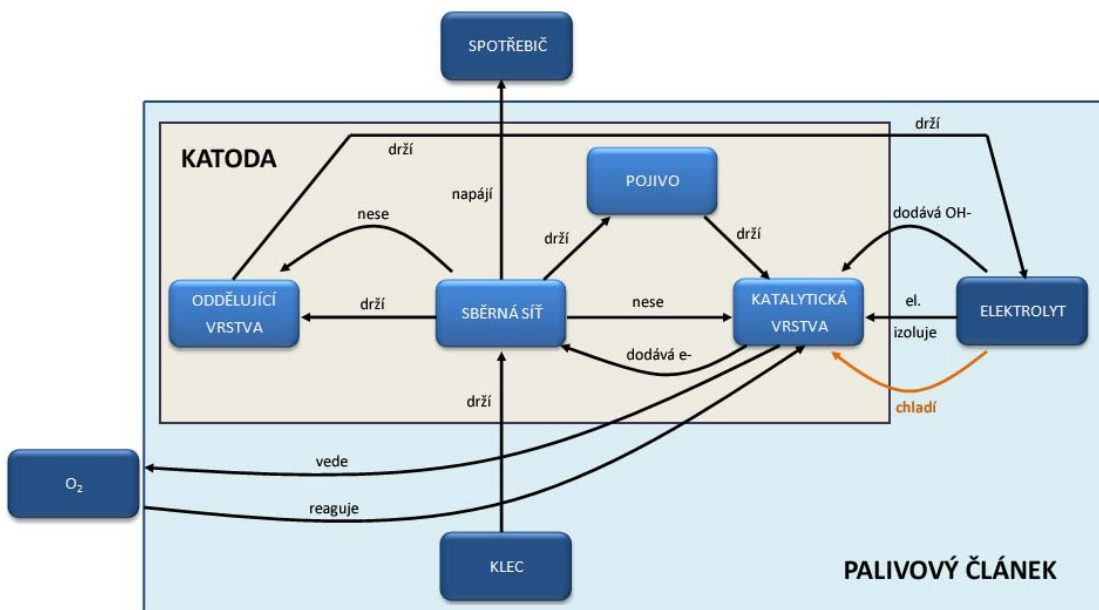 SPOTŘEBIČ
KATODA
drží
drží
POJIVO
napájí
nese
drží
drží
dodává OH-
ODDĚLUJÍCÍ
VRSTVA
drží
SBĚRNÁ SÍŤ
nese
KATALYTICKÁ
VRSTVA
el.
izoluje
ELEKTROLYT
dodává e-
drží
chladí
vede
O₂
reaguje
KLEC
PALIVOVÝ ČLÁNEK